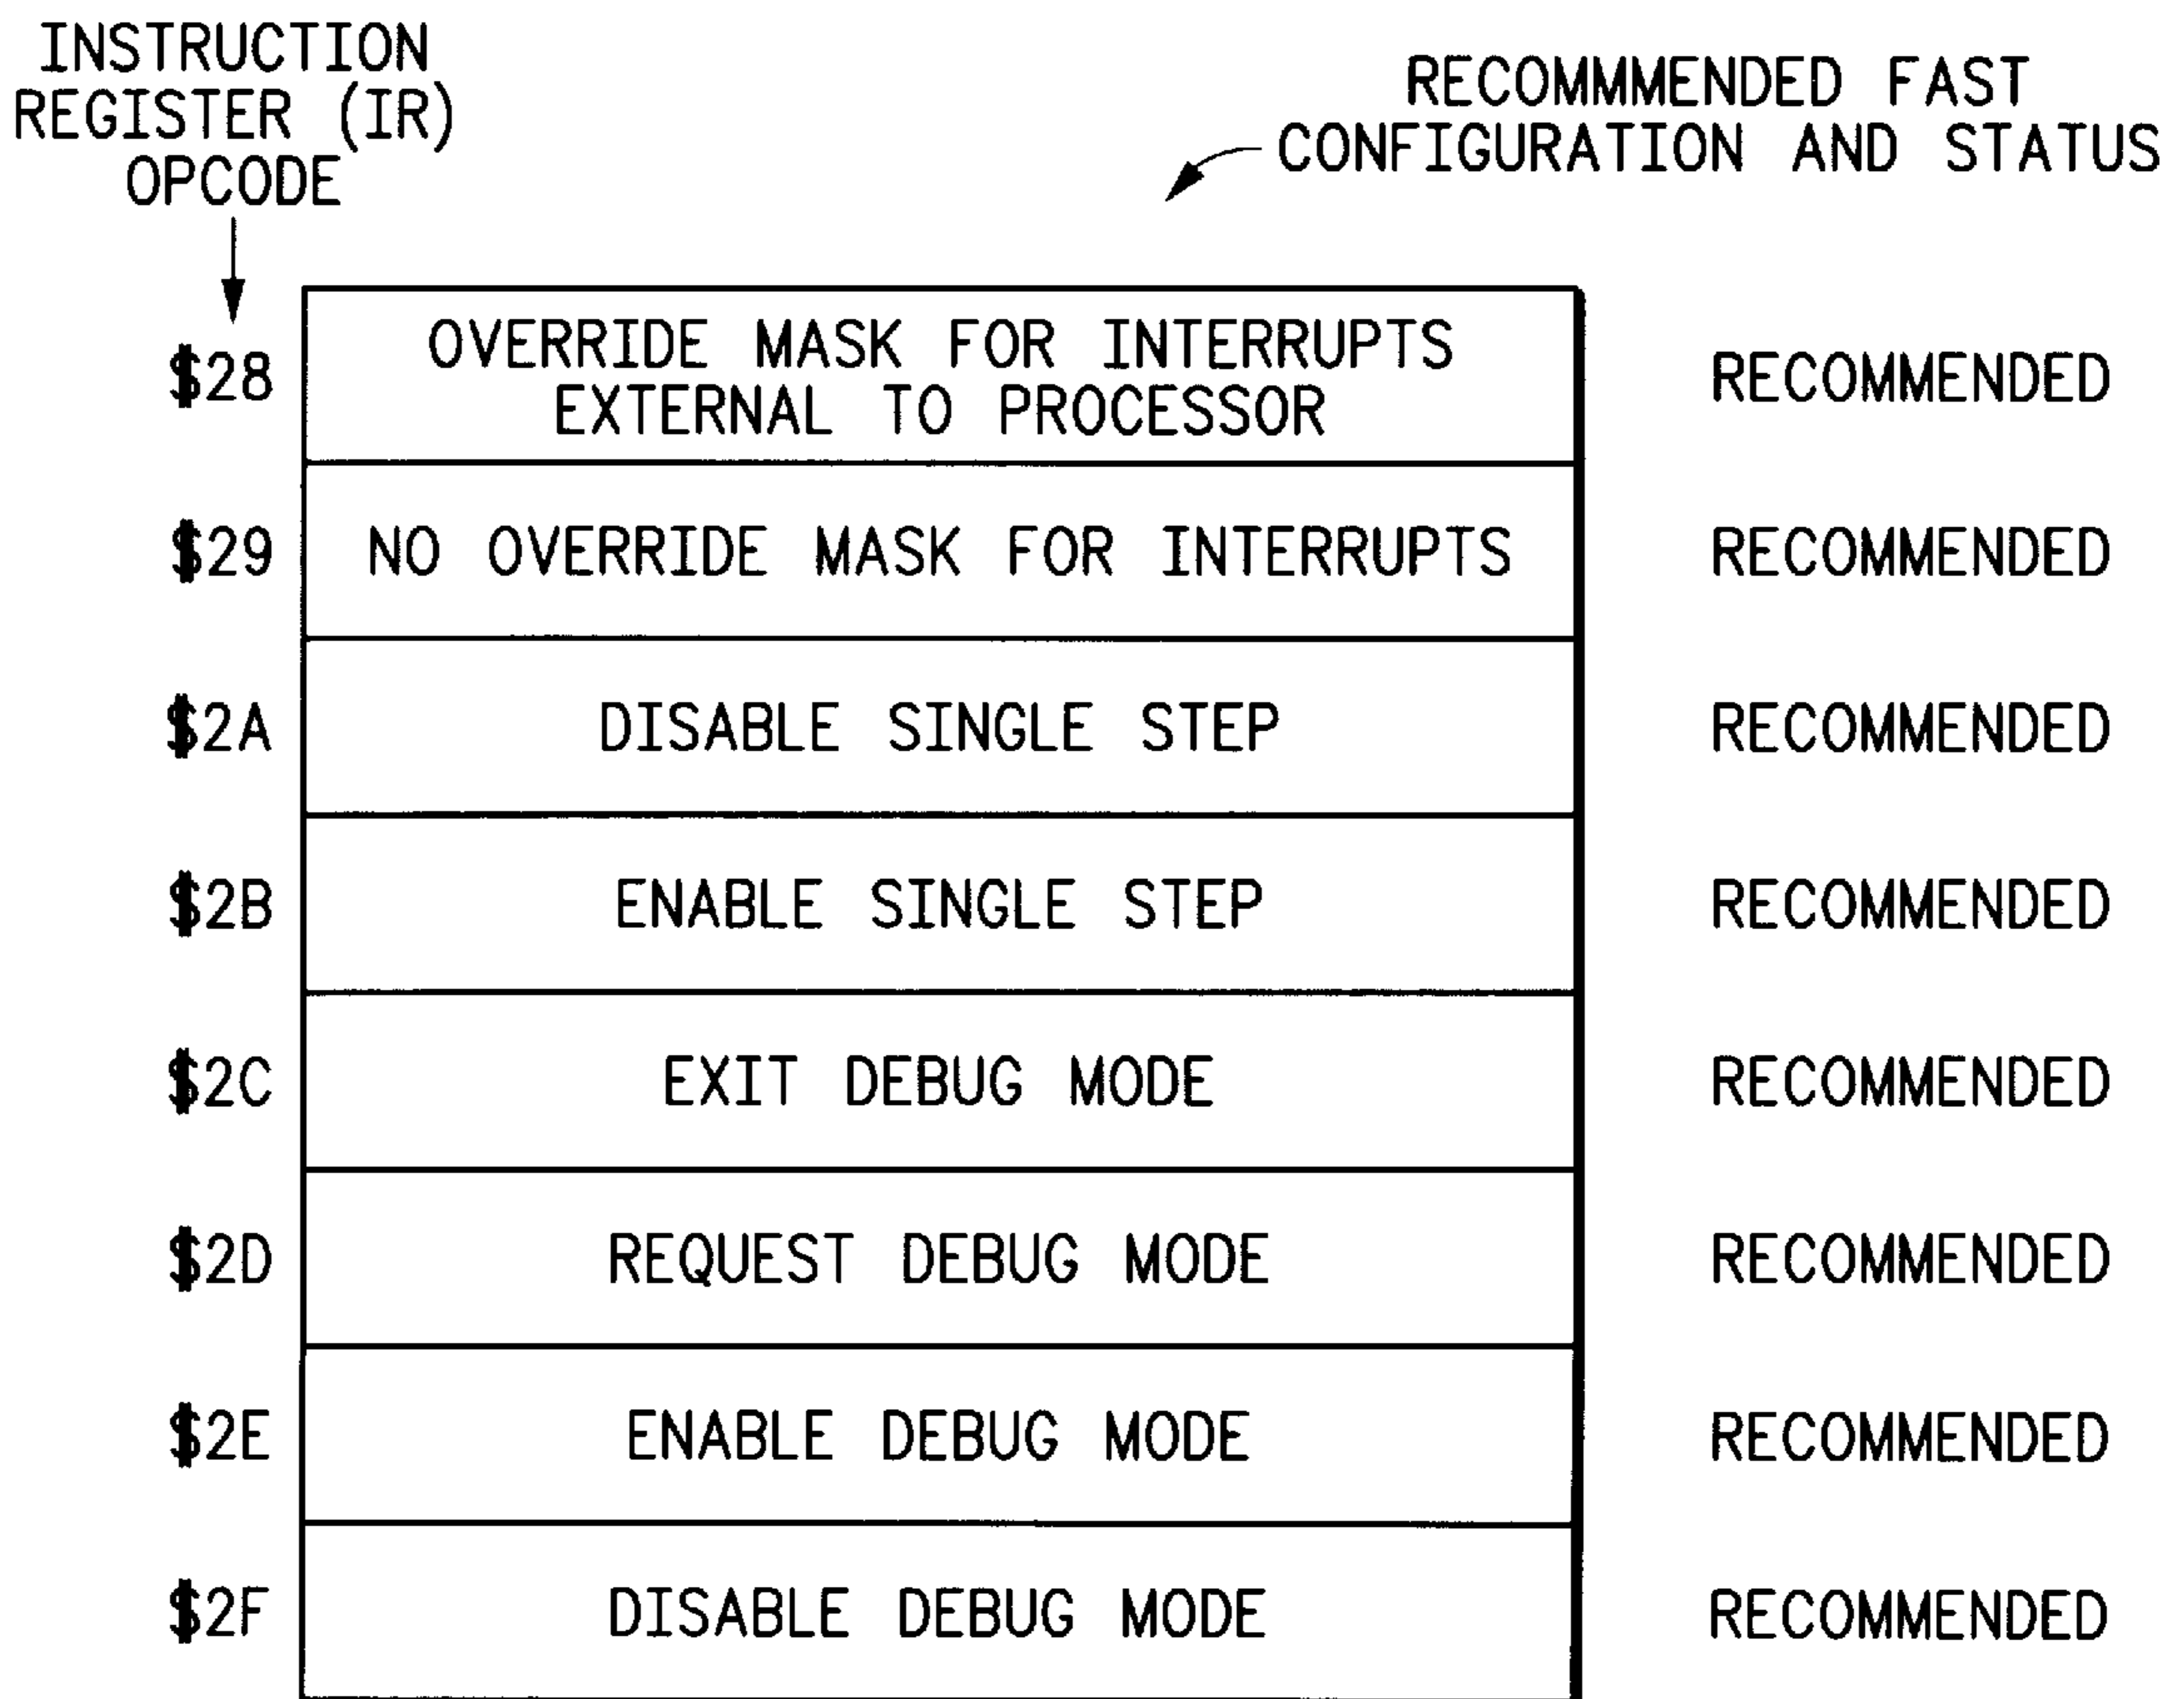 INSTRUCTION
REGISTER (IR)
OPCODE
RECOMMMENDED FAST
CONFIGURATION AND STATUS
$28 OVERRIDE MASK FOR INTERRUPTS
EXTERNAL TO PROCESSOR RECOMMENDED
$29 NO OVERRIDE MASK FOR INTERRUPTS RECOMMENDED
$2A DISABLE SINGLE STEP RECOMMENDED
$2B ENABLE SINGLE STEP RECOMMENDED
$2C EXIT DEBUG MODE RECOMMENDED
$2D REQUEST DEBUG MODE RECOMMENDED
$2E ENABLE DEBUG MODE RECOMMENDED
$2F DISABLE DEBUG MODE RECOMMENDED